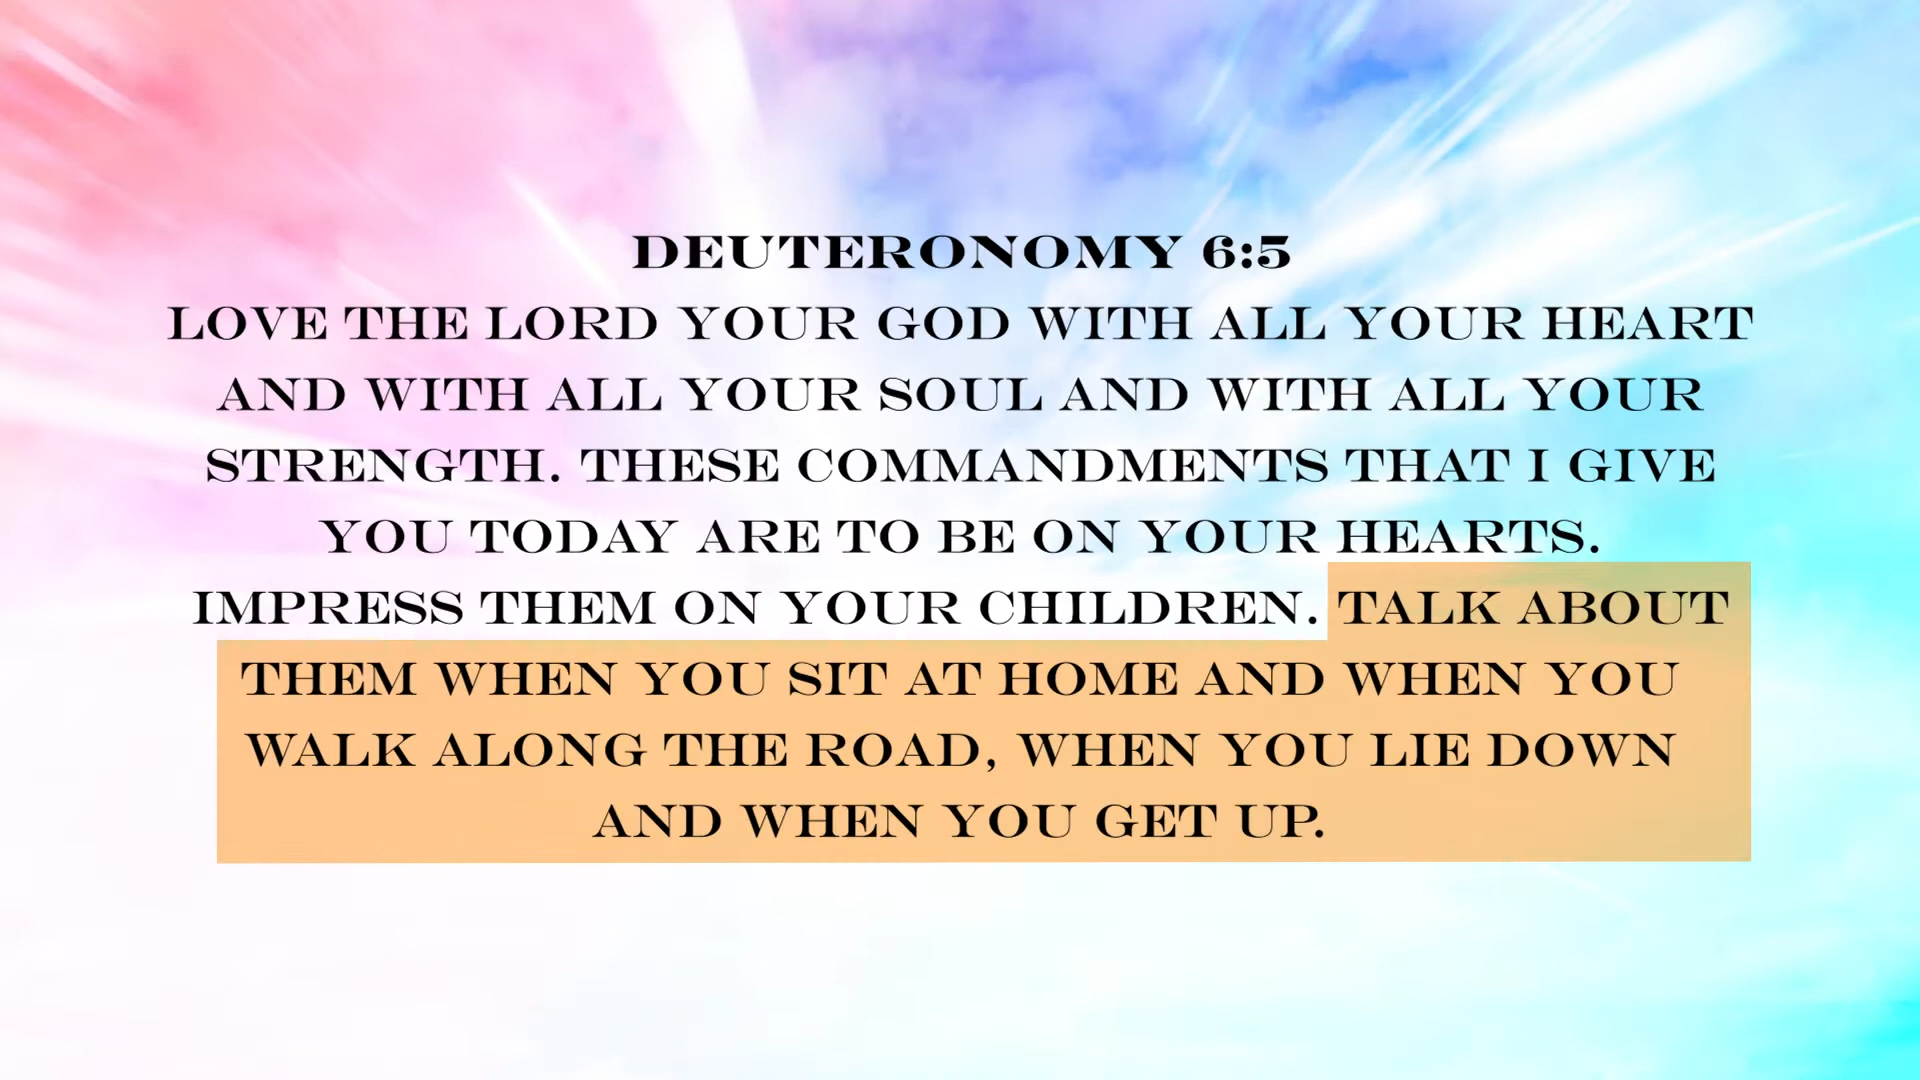 DEUTERONOMY 6:5
LOVE THE LORD YOUR GOD WITH ALL YOUR HEART
AND WITH ALL YOUR SOUL AND WITH ALL YOUR
STRENGTH. THESE COMMANDMENTS THAT I GIVE
YOU TODAY ARE TO BE ON YOUR HEARTS.
IMPRESS THEM ON YOUR CHILDREN. TALK ABOUT
THEM WHEN YOU SIT AT HOME AND WHEN YOU
WALK ALONG THE ROAD, WHEN YOU LIE DOWN
AND WHEN YOU GET UP.